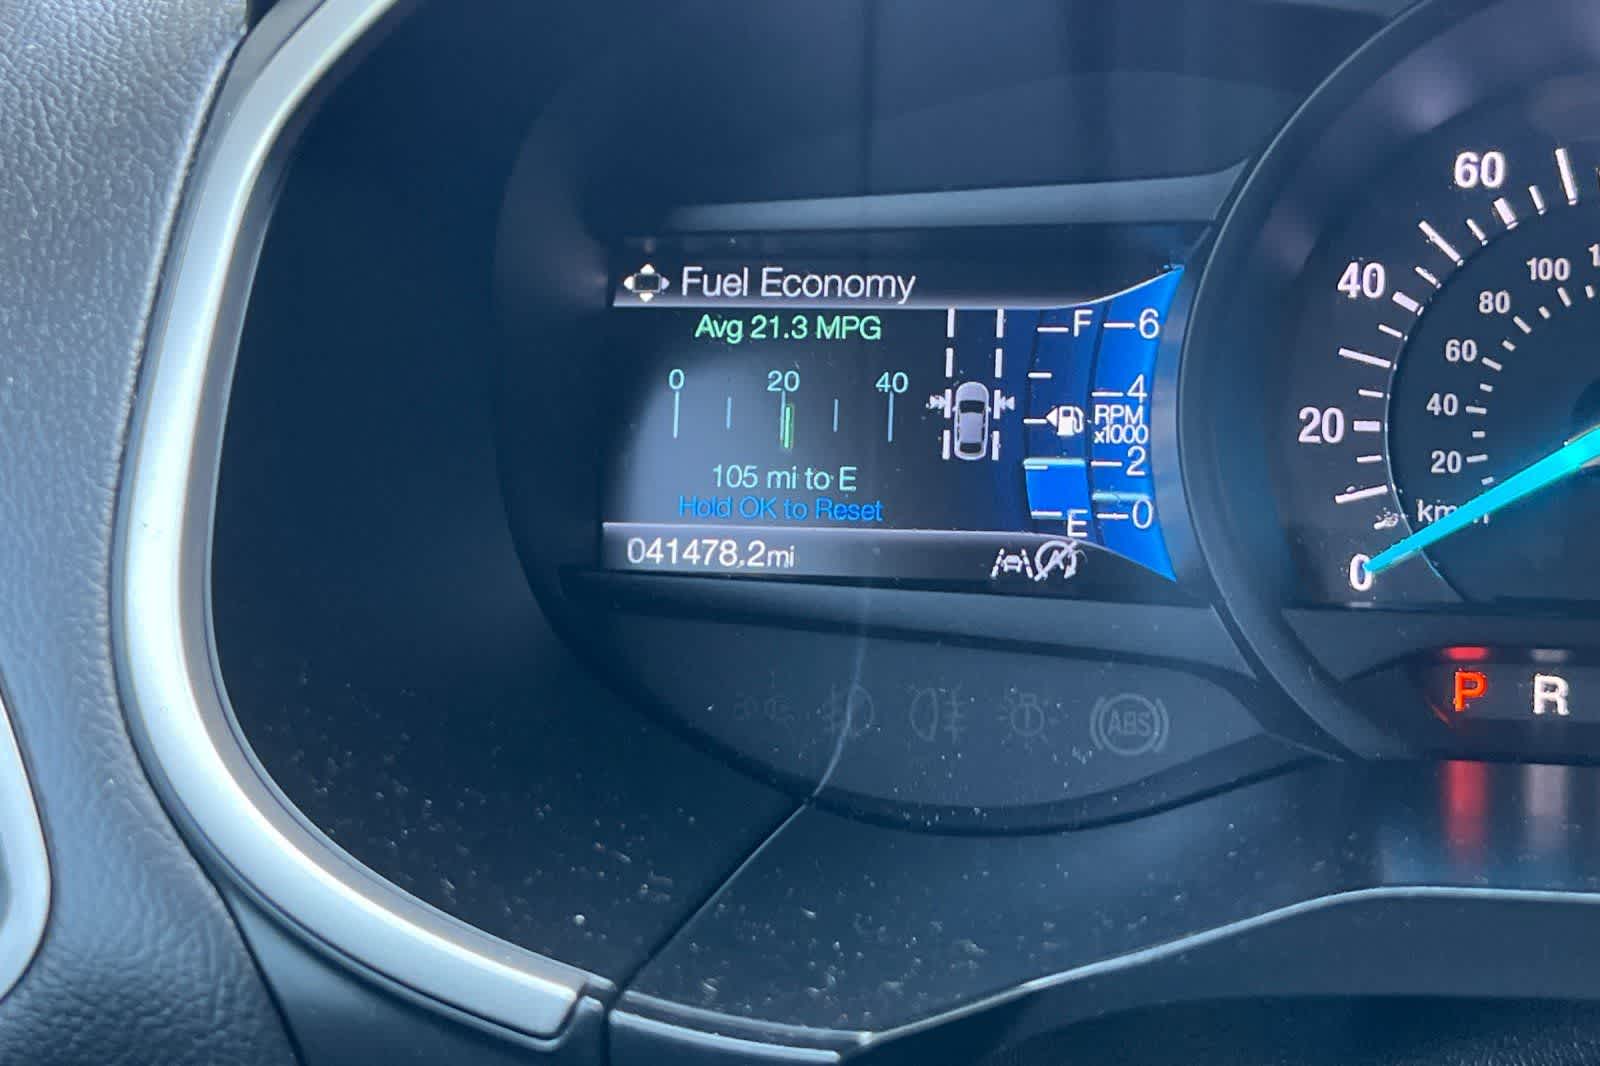 Fuel Economy
Avg 21.3 MPG
0 20 40
105 mi to E
Hold OK to Reset
041478.2mi
F
E
6
4
RPM
x1000
2
0
60
40
20
0
100
80
60
40
20
P R
ABS